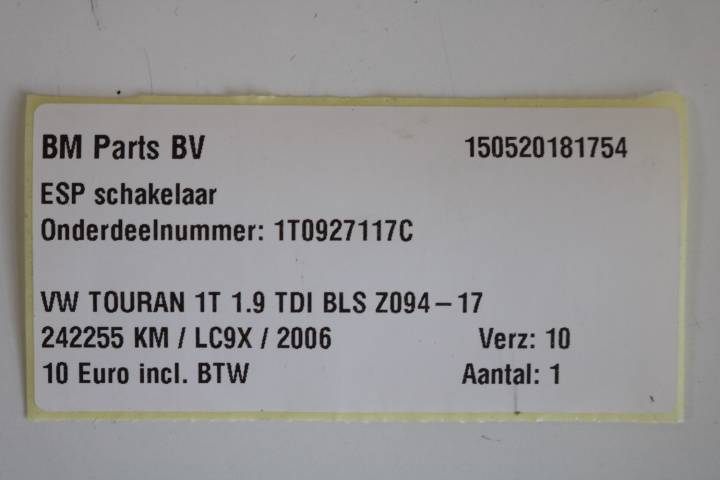 BM Parts BV 150520181754
ESP schakelaar
Onderdeelnummer: 1T0927117C
VW TOURAN 1T 1.9 TDI BLS Z094-17
242255 KM / LC9X / 2006 Verz: 10
10 Euro incl. BTW Aantal: 1